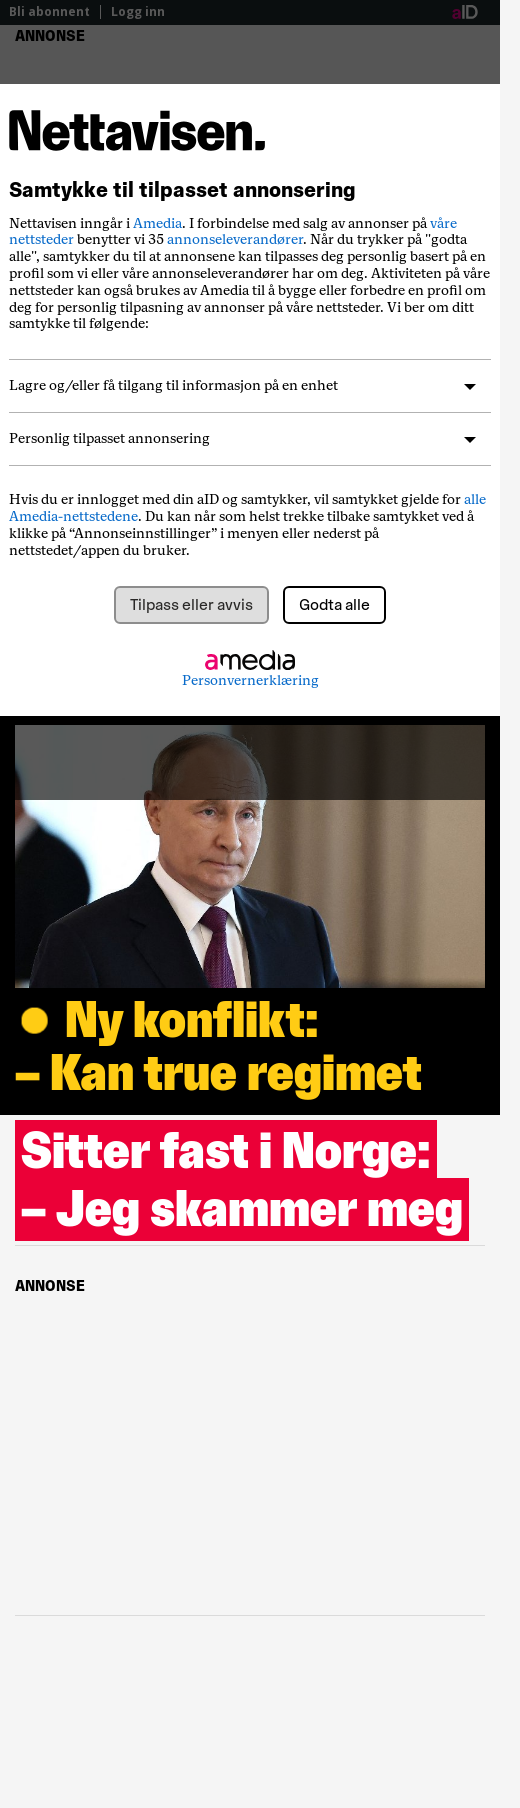 Bli abonnent | Logg inn
aID
ANNONSE
Nettavisen.
Samtykke til tilpasset annonsering
Nettavisen inngår i Amedia. I forbindelse med salg av annonser på våre
nettsteder benytter vi 35 annonseleverandører. Når du trykker på "godta
alle", samtykker du til at annonsene kan tilpasses deg personlig basert på en
profil som vi eller våre annonseleverandører har om deg. Aktiviteten på våre
nettsteder kan også brukes av Amedia til å bygge eller forbedre en profil om
deg for personlig tilpasning av annonser på våre nettsteder. Vi ber om ditt
samtykke til følgende:
Lagre og/eller få tilgang til informasjon på en enhet
Personlig tilpasset annonsering
Hvis du er innlogget med din aID og samtykker, vil samtykket gjelde for alle
Amedia-nettstedene. Du kan når som helst trekke tilbake samtykket ved å
klikke på “Annonseinnstillinger” i menyen eller nederst på
nettstedet/appen du bruker.
Tilpass eller avvis
Godta alle
amedia
Personvernerklæring
Ny konflikt:
– Kan true regimet
Sitter fast i Norge:
– Jeg skammer meg
ANNONSE